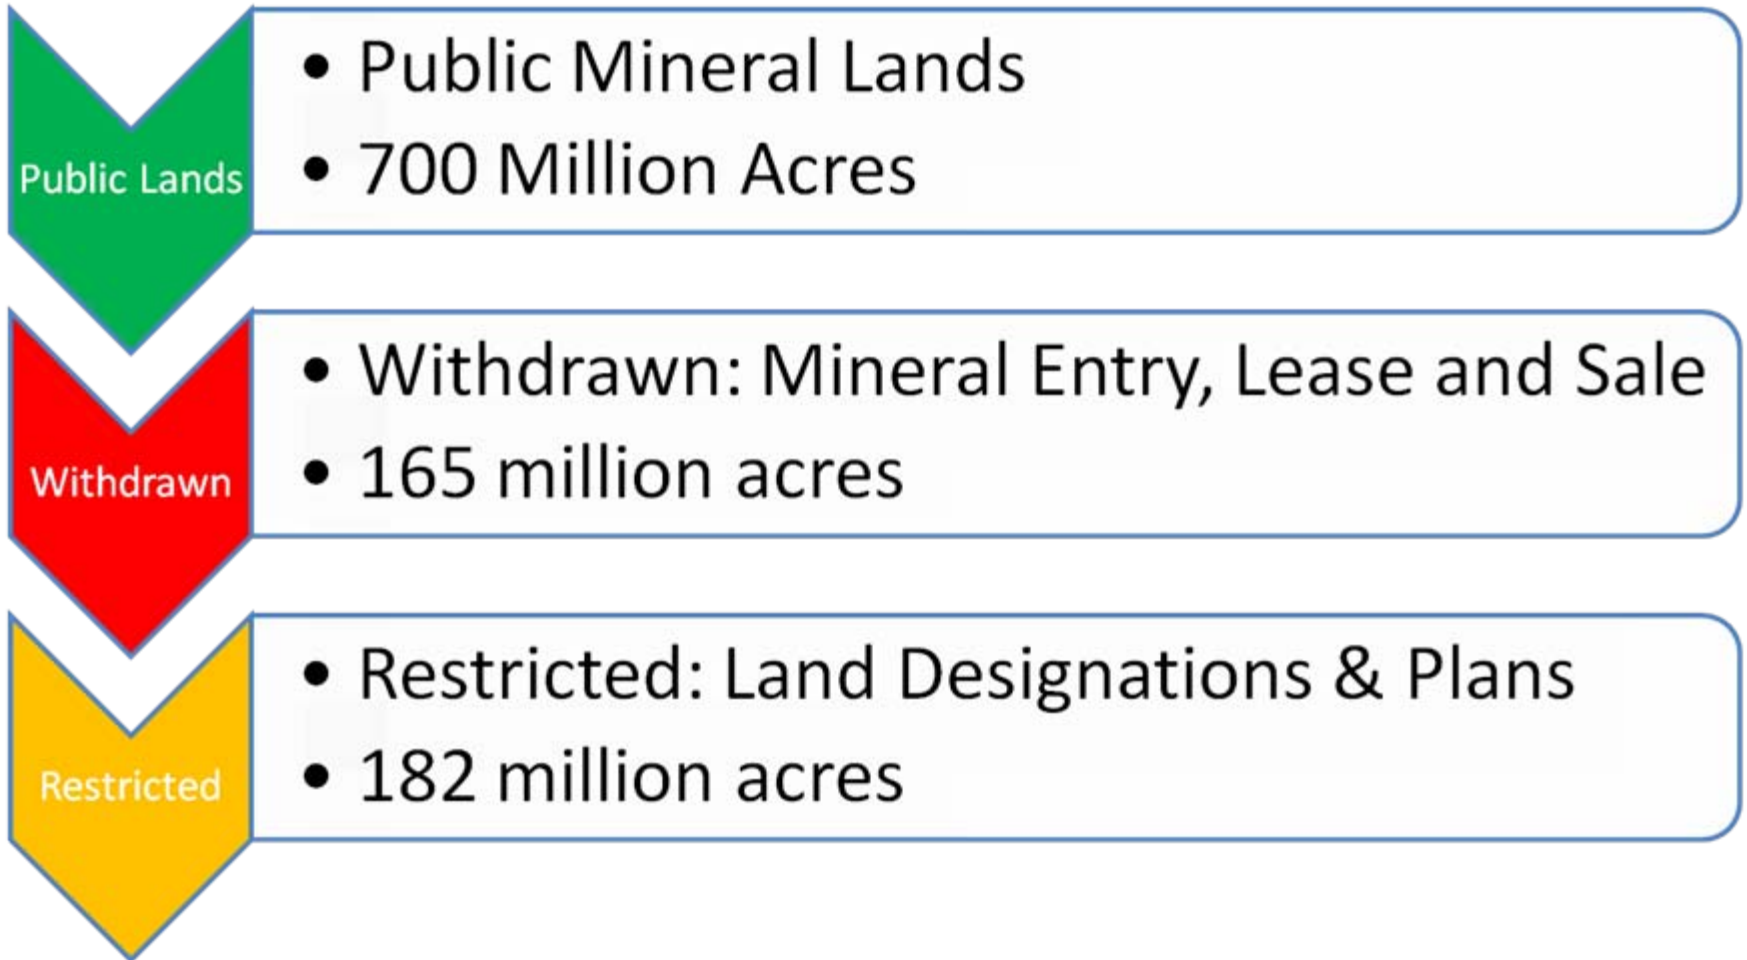 Public Lands
• Public Mineral Lands
• 700 Million Acres
Withdrawn
• Withdrawn: Mineral Entry, Lease and Sale
• 165 million acres
Restricted
• Restricted: Land Designations & Plans
• 182 million acres